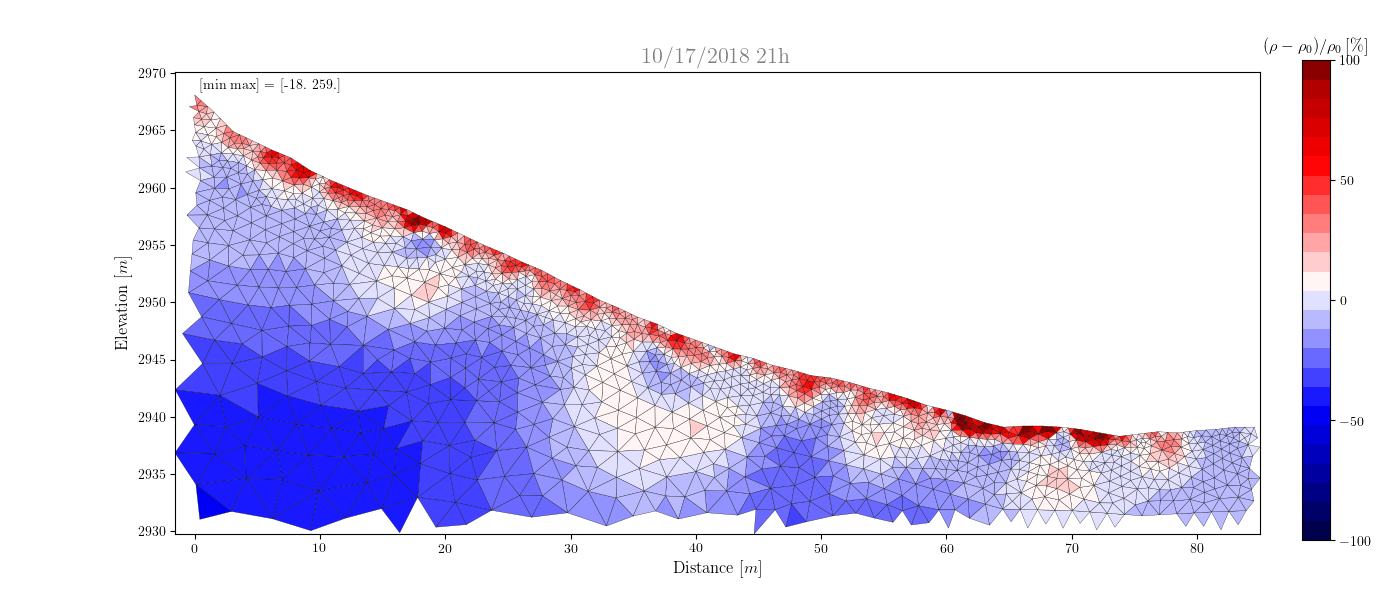 10/17/2018 21h
(ρ − ρ₀)/ρ₀ [%]
[min max] = [-18. 259.]
2970
2965
2960
2955
2950
2945
2940
2935
2930
Elevation [m]
0 10 20 30 40 50 60 70 80
Distance [m]
100
50
0
−50
−100